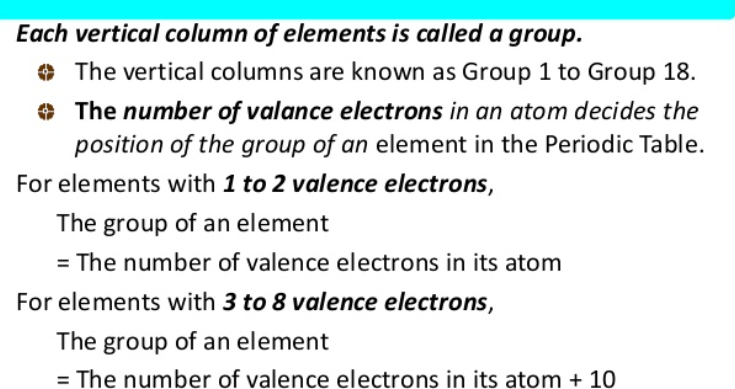 Each vertical column of elements is called a group.
The vertical columns are known as Group 1 to Group 18.
The number of valance electrons in an atom decides the
position of the group of an element in the Periodic Table.
For elements with 1 to 2 valence electrons,
The group of an element
= The number of valence electrons in its atom
For elements with 3 to 8 valence electrons,
The group of an element
= The number of valence electrons in its atom + 10